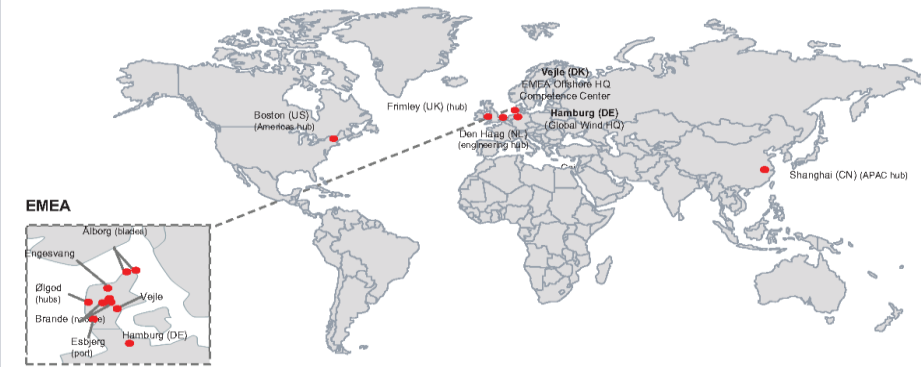 Vejle (DK)
EMEA Offshore HQ
Competence Center
Frimley (UK) (hub)
Boston (US)
(Americas hub)
Hamburg (DE)
(Global Wind HQ)
Den Haag (NL)
(engineering hub)
Shanghai (CN) (APAC hub)
EMEA
Alborg (blades)
Engesvang
Ølgod
(hubs)
Vejle
Brande
Esbjerg
(port)
Hamburg (DE)